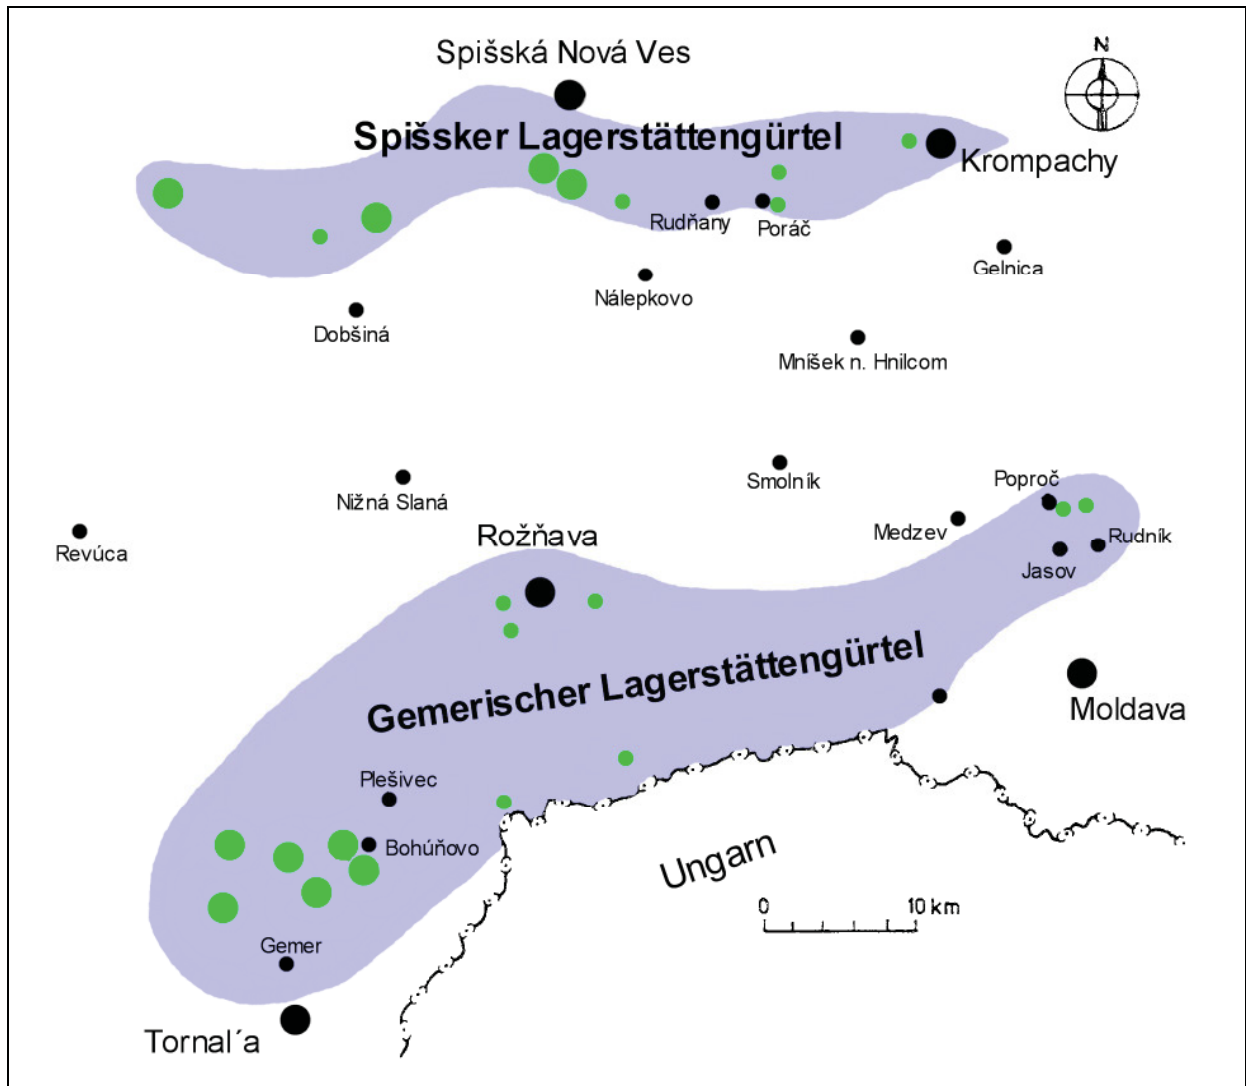 Spišská Nová Ves
N
Spišsker Lagerstättengürtel
Krompachy
Rudňany
Poráč
Gelnica
Nálepkovo
Dobšiná
Mníšek n. Hnilcom
Smolník
Poproč
Nižná Slaná
Medzev
Rudník
Rožňava
Revúca
Jasov
Gemerischer Lagerstättengürtel
Moldava
Plešivec
Bohúňovo
Ungarn
0 10 km
Gemer
Tornal´a